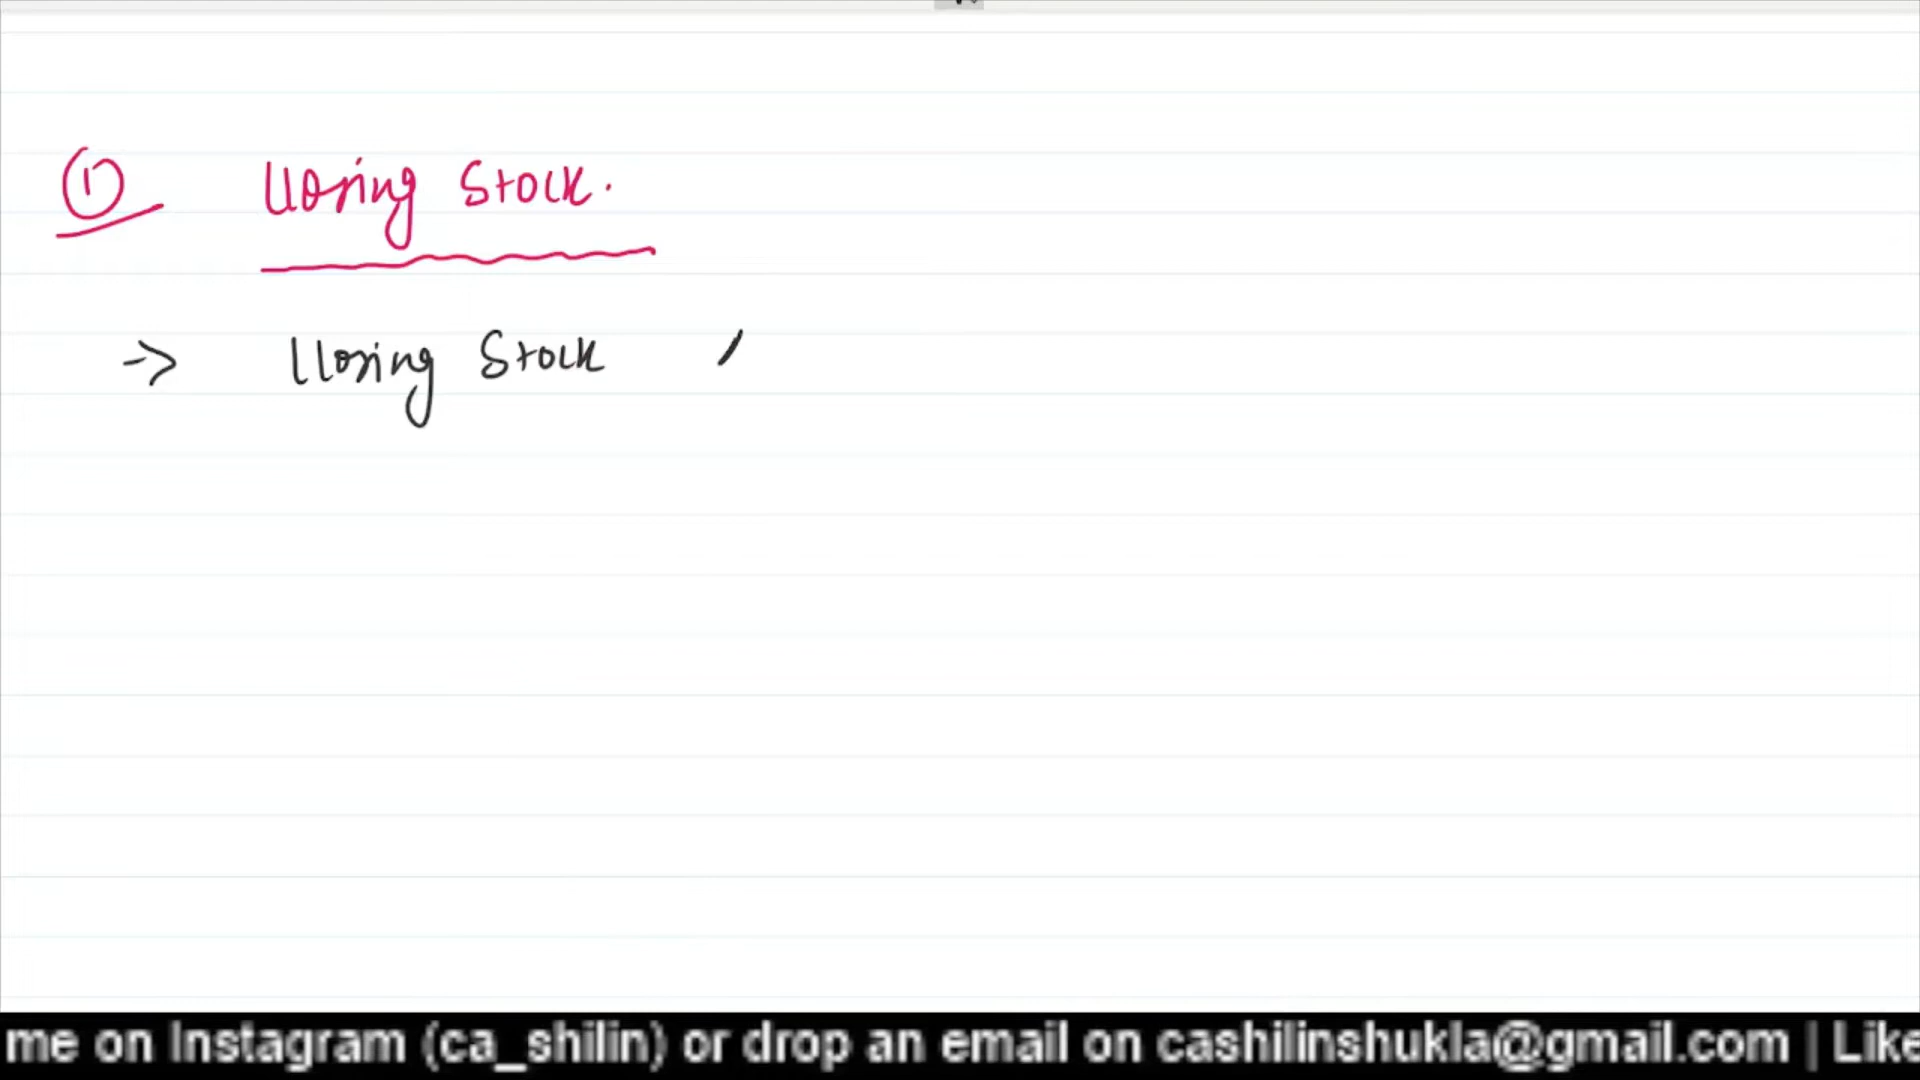 ① Closing Stock.
-> Closing Stock
me on Instagram (ca_shilin) or drop an email on cashilinshukla@gmail.com | Like